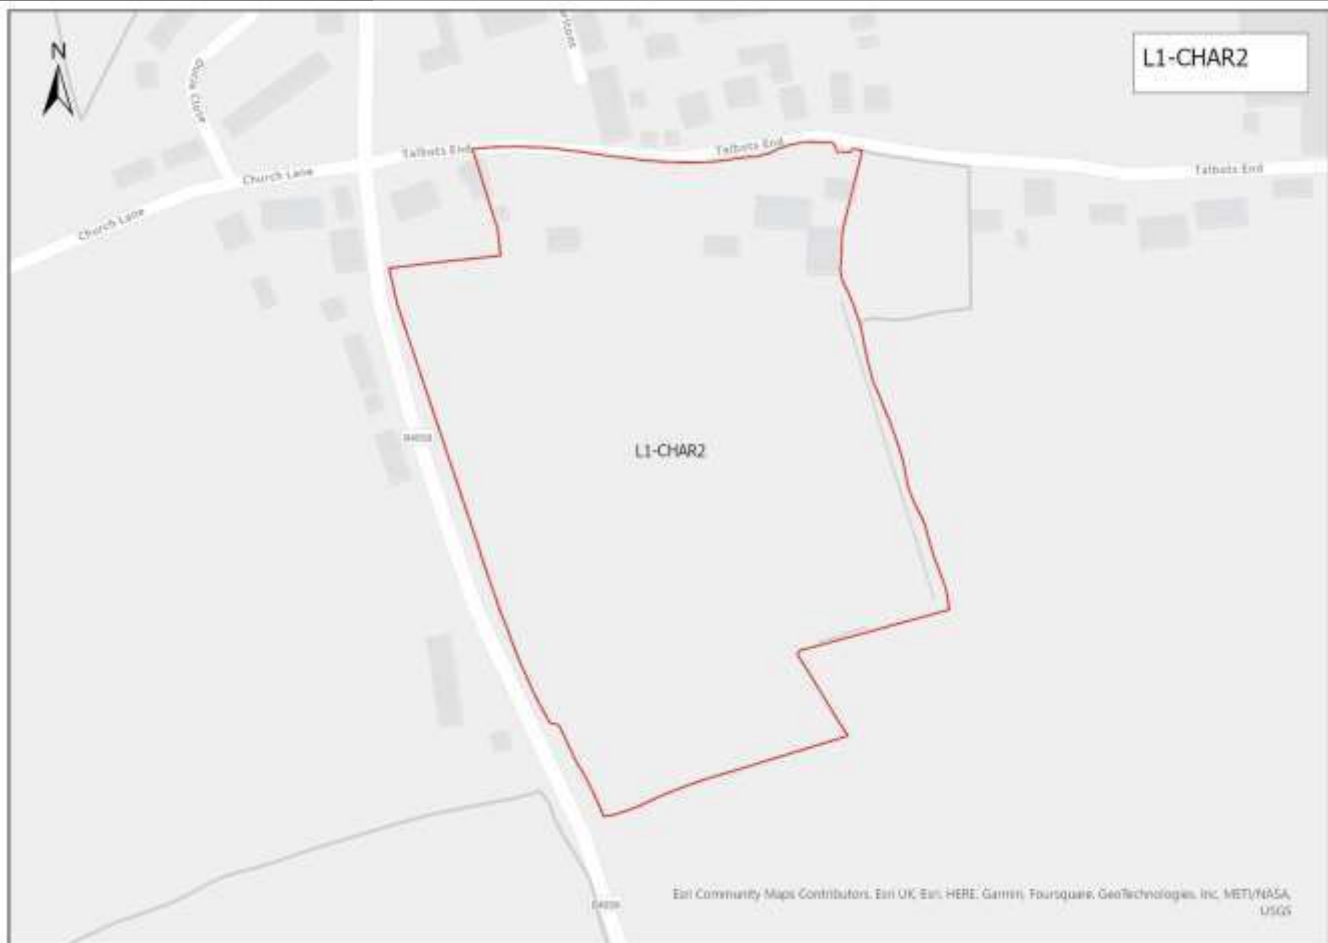 N
L1-CHAR2
Talbots End
Talbots End
Church Lane
Talbots End
Church Lane
B4058
L1-CHAR2
Esri Community Maps Contributors, Esri UK, Esri, HERE, Garmin, Foursquare, GeoTechnologies, Inc, METI/NASA,
USGS